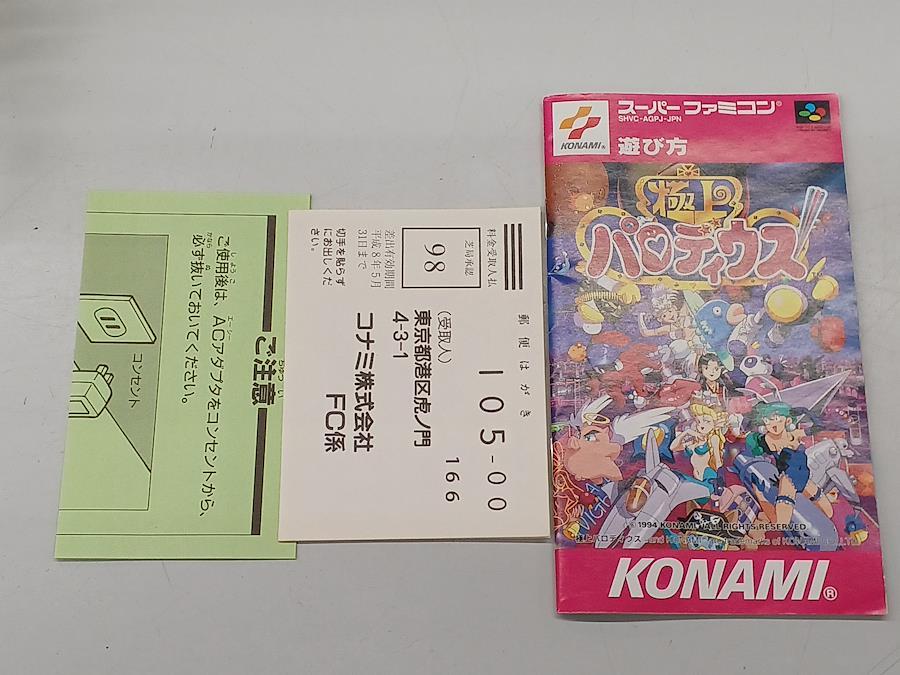 ご注意
ご使用後は、ACアダプタをコンセントから、
必ず抜いておいてください。
コンセント
料金受取人払
芝局承認
98
差出有効期間
平成8年5月
31日まで
切手を貼らず
にお出しくだ
さい。
郵便はがき
105-00
166
(受取人)
東京都港区虎ノ門
4-3-1
コナミ株式会社
FC係
KONAMI®
スーパーファミコン®
SHVC-AGPJ-JPN
遊び方
極上
パロディウス
© 1994 KONAMI ALL RIGHTS RESERVED
KONAMI®